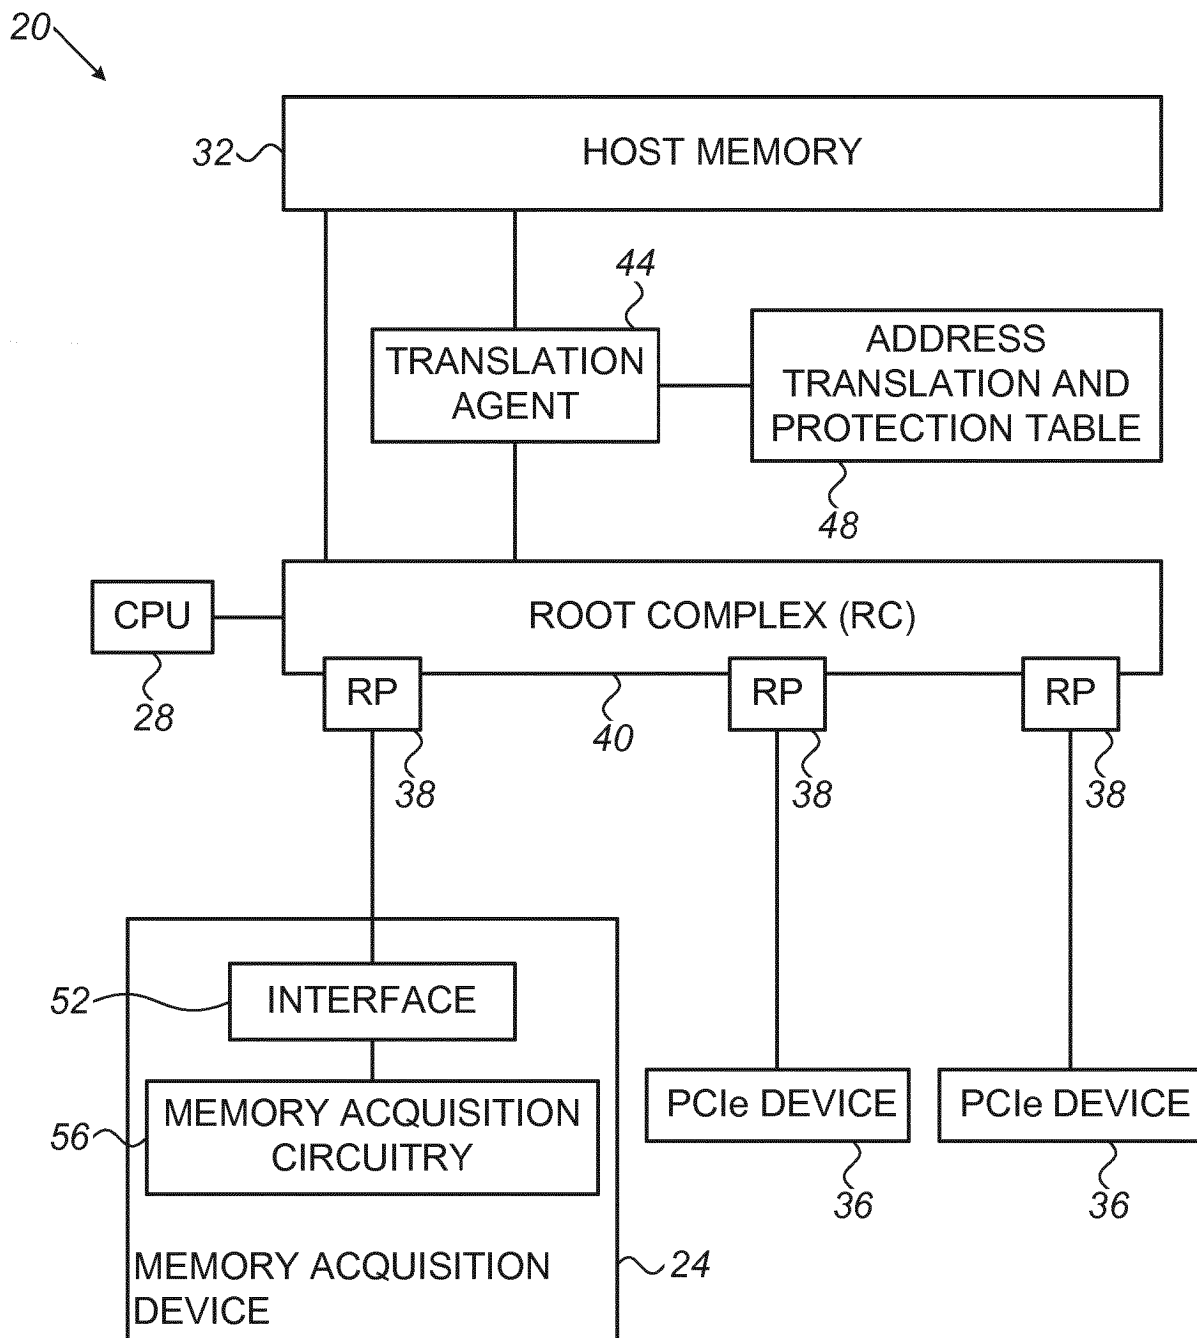 20
HOST MEMORY
32
44
TRANSLATION
AGENT
ADDRESS
TRANSLATION AND
PROTECTION TABLE
48
CPU
ROOT COMPLEX (RC)
28
RP
RP
RP
40
38
38
38
52
INTERFACE
56
MEMORY ACQUISITION
CIRCUITRY
PCIe DEVICE
PCIe DEVICE
36
36
MEMORY ACQUISITION
DEVICE
24